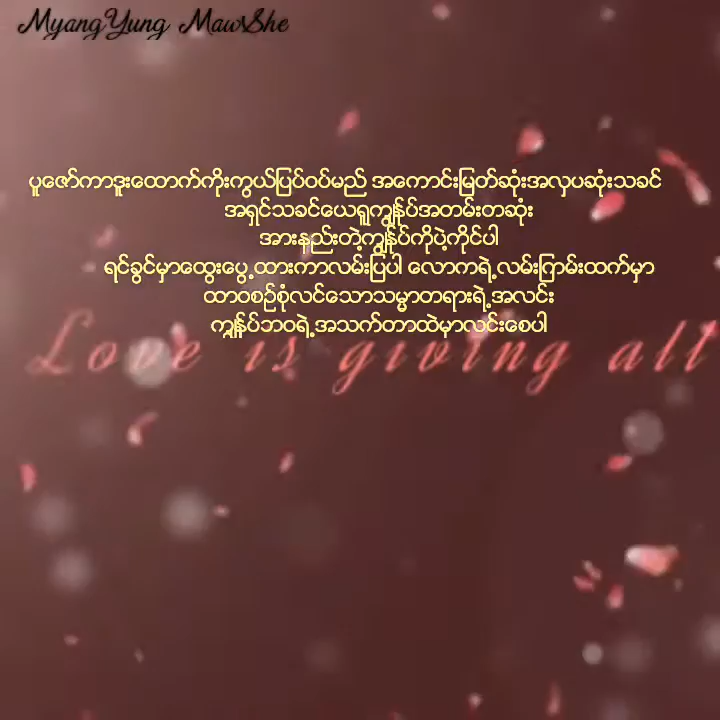 MyangYung MawShe
ပူဇော်ကာဒူးထောက်ကိုးကွယ်ပြပ်ဝပ်မည် အကောင်းမြတ်ဆုံးအလှပဆုံးသခင်
အရှင်သခင်ယေရှုကျွန်ုပ်အတမ်းတဆုံး
အားနည်းတဲ့ကျွန်ုပ်ကိုပဲ့ကိုင်ပါ
ရင်ခွင်မှာထွေးပွေ့ထားကာလမ်းပြပါ လောကရဲ့လမ်းကြမ်းထက်မှာ
ထာဝစဉ်စုံလင်သောသမ္မာတရားရဲ့အလင်း
ကျွန်ုပ်ဘဝရဲ့အသက်တာထဲမှာလင်းစေပါ
Love is giving all